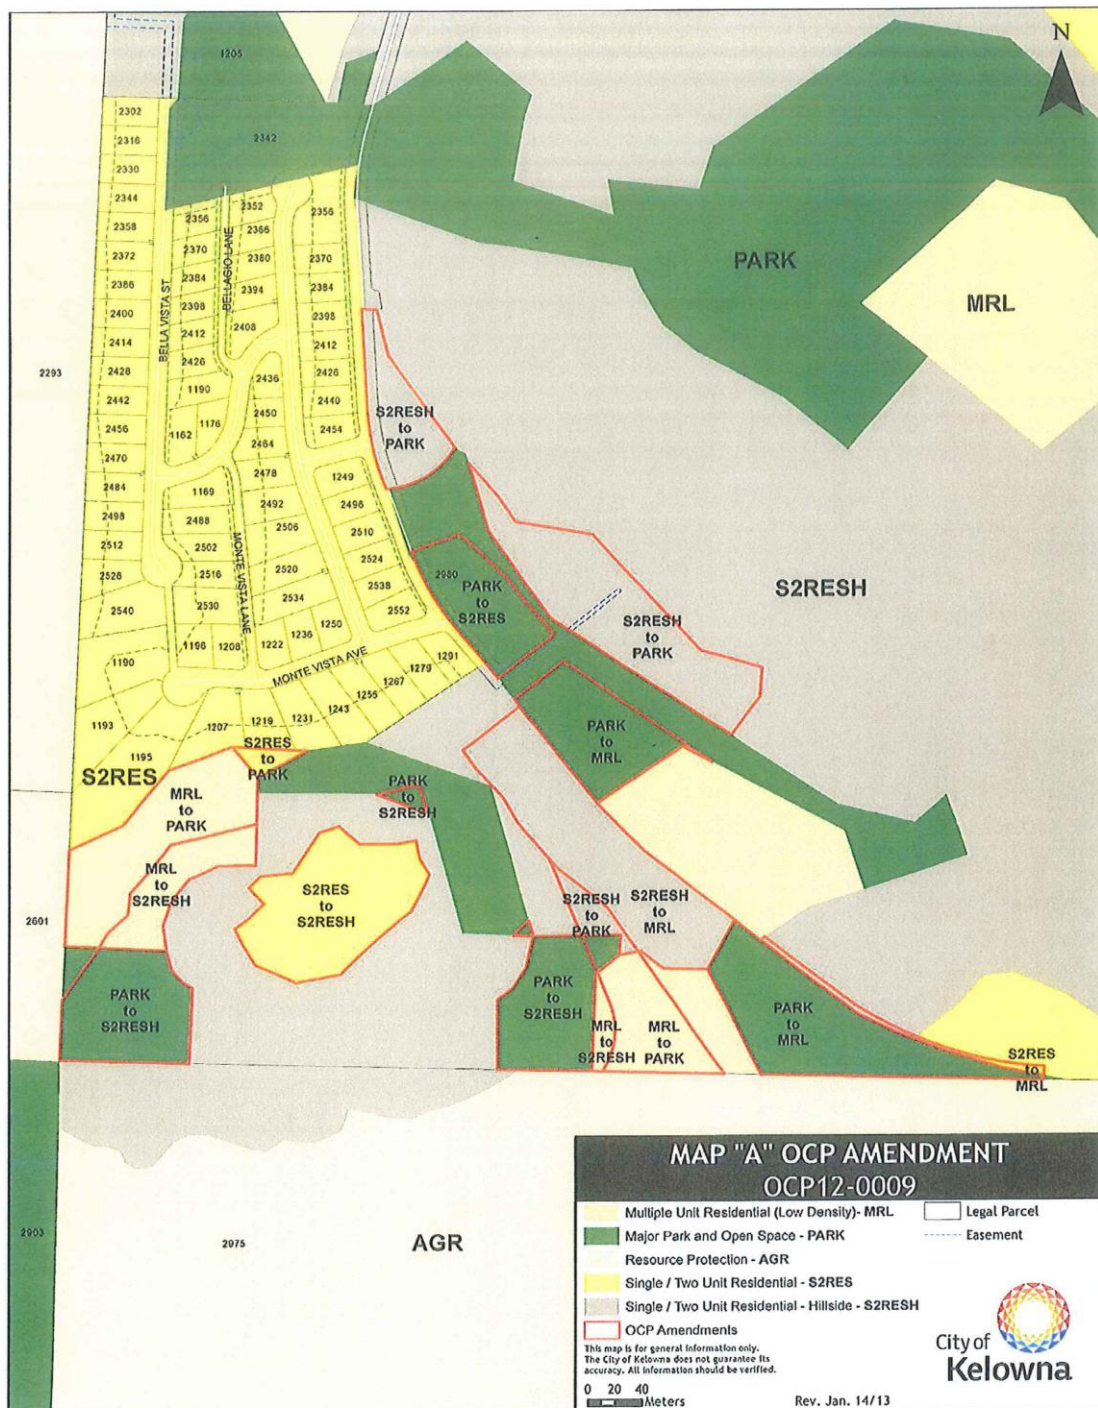 1205
N
2302
2316
2342
2330
2344
2352
2356
2356
2358
2366
2372
2370
2380
2370
PARK
2386
2384
2394
2384
MRL
BELLA VISTA ST
BELLAGIO LANE
2400
2398
2398
2408
2414
2412
2412
2293
2428
2426
2436
2426
2442
1190
2440
2450
S2RESH
to
PARK
2456
1176
2454
1162
2464
2470
2478
1249
2484
1169
2492
2496
2498
2488
2506
2510
2512
2502
MONTE VISTA LANE
2524
2526
2516
2520
2538
2980
PARK
to
S2RES
S2RESH
2540
2530
2534
2552
S2RESH
to
PARK
1196
1208
1222
1236
1250
1190
MONTE VISTA AVE
1291
1279
1267
1255
1243
1193
1207
1219
1231
PARK
to
MRL
1195
S2RES
S2RES
to
PARK
MRL
to
PARK
PARK
to
S2RESH
MRL
to
S2RESH
S2RES
to
S2RESH
S2RESH
to
PARK
S2RESH
to
MRL
2601
PARK
to
S2RESH
PARK
to
S2RESH
MRL
to
S2RESH
MRL
to
PARK
PARK
to
MRL
S2RES
to
MRL
2903
2975
AGR
MAP "A" OCP AMENDMENT
OCP12-0009
Multiple Unit Residential (Low Density)- MRL
Legal Parcel
Major Park and Open Space - PARK
Easement
Resource Protection - AGR
Single / Two Unit Residential - S2RES
Single / Two Unit Residential - Hillside - S2RESH
OCP Amendments
This map is for general information only.
The City of Kelowna does not guarantee its
accuracy. All information should be verified.
City of
Kelowna
0 20 40
Meters
Rev. Jan. 14/13